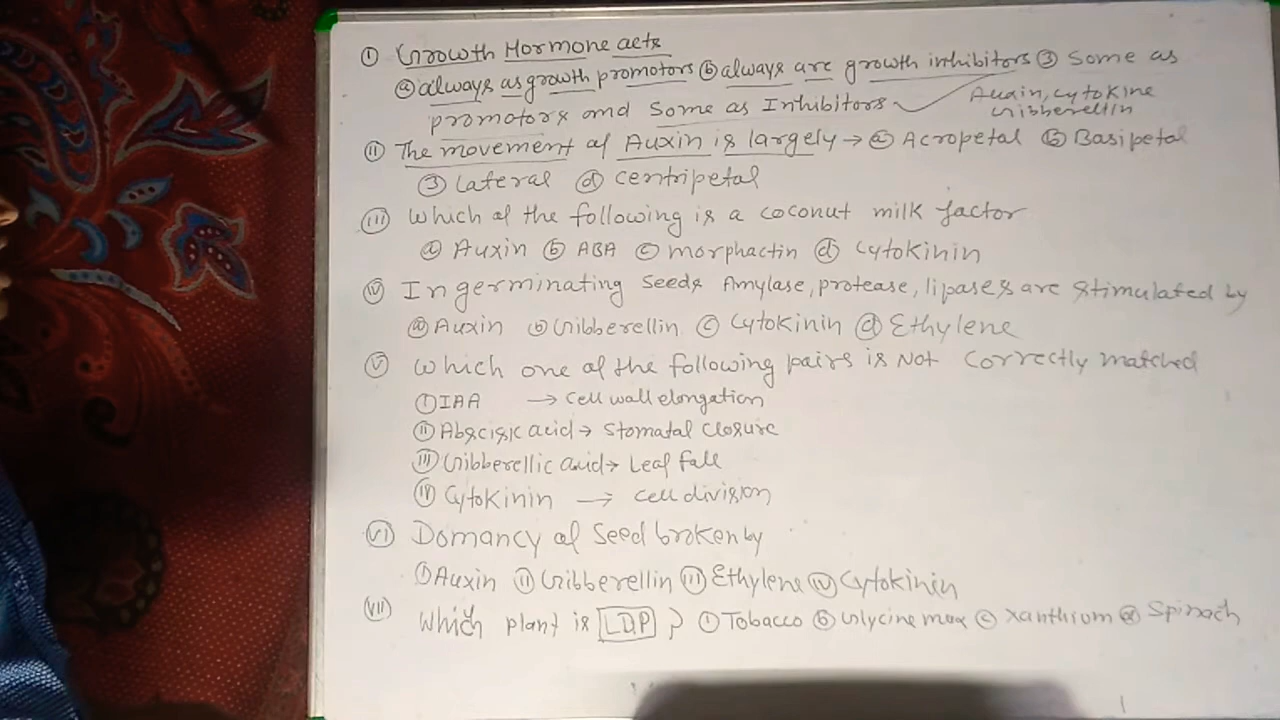 ① Growth Hormone acts
ⓐ always as growth promotors ⓑ always are growth inhibitors ③ Some as
promotors and Some as Inhibitors ✓ Auxin, cytokine
Gibberellin
ⅱ The movement of Auxin is largely → ⓐ Acropetal ⓑ Basipetal
③ Lateral ⓓ centripetal
ⅲ Which of the following is a coconut milk factor
ⓐ Auxin ⓑ ABA ⓒ morphactin ⓓ Cytokinin
ⅳ In germinating Seeds Amylase, protease, lipases are stimulated by
ⓐ Auxin ⓑ Gibberellin ⓒ Cytokinin ⓓ Ethylene
ⅴ Which one of the following pairs is Not Correctly matched
ⅰ IAA → Cell wall elongation
ⅱ Abscisic acid → Stomatal closure
ⅲ Gibberellic acid → Leaf fall
ⅳ Cytokinin → cell division
ⅵ Domancy of Seed broken by
ⅰ Auxin ⅱ Gibberellin ⅲ Ethylene ⅳ Cytokinin
ⅶ Which plant is LDP ? ① Tobacco ⓑ Glycine max ⓒ Xanthium ⓓ Spinach